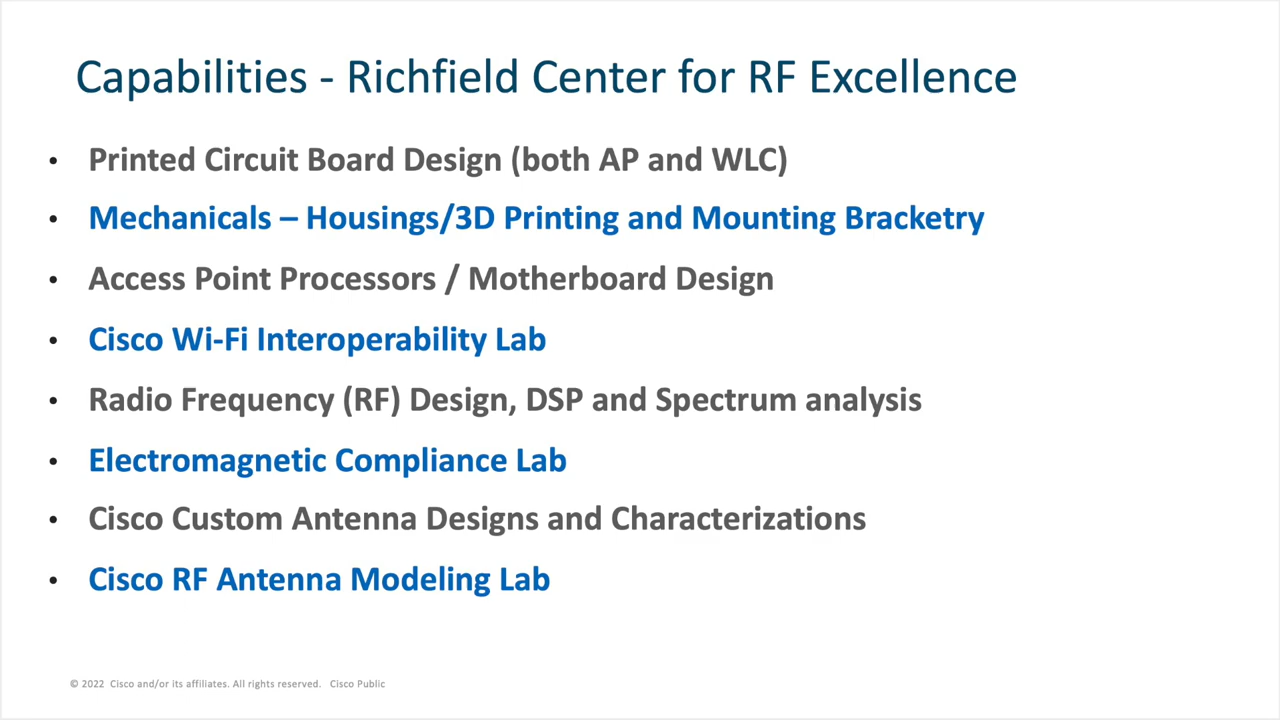 Capabilities - Richfield Center for RF Excellence
• Printed Circuit Board Design (both AP and WLC)
• Mechanicals – Housings/3D Printing and Mounting Bracketry
• Access Point Processors / Motherboard Design
• Cisco Wi-Fi Interoperability Lab
• Radio Frequency (RF) Design, DSP and Spectrum analysis
• Electromagnetic Compliance Lab
• Cisco Custom Antenna Designs and Characterizations
• Cisco RF Antenna Modeling Lab
© 2022 Cisco and/or its affiliates. All rights reserved. Cisco Public